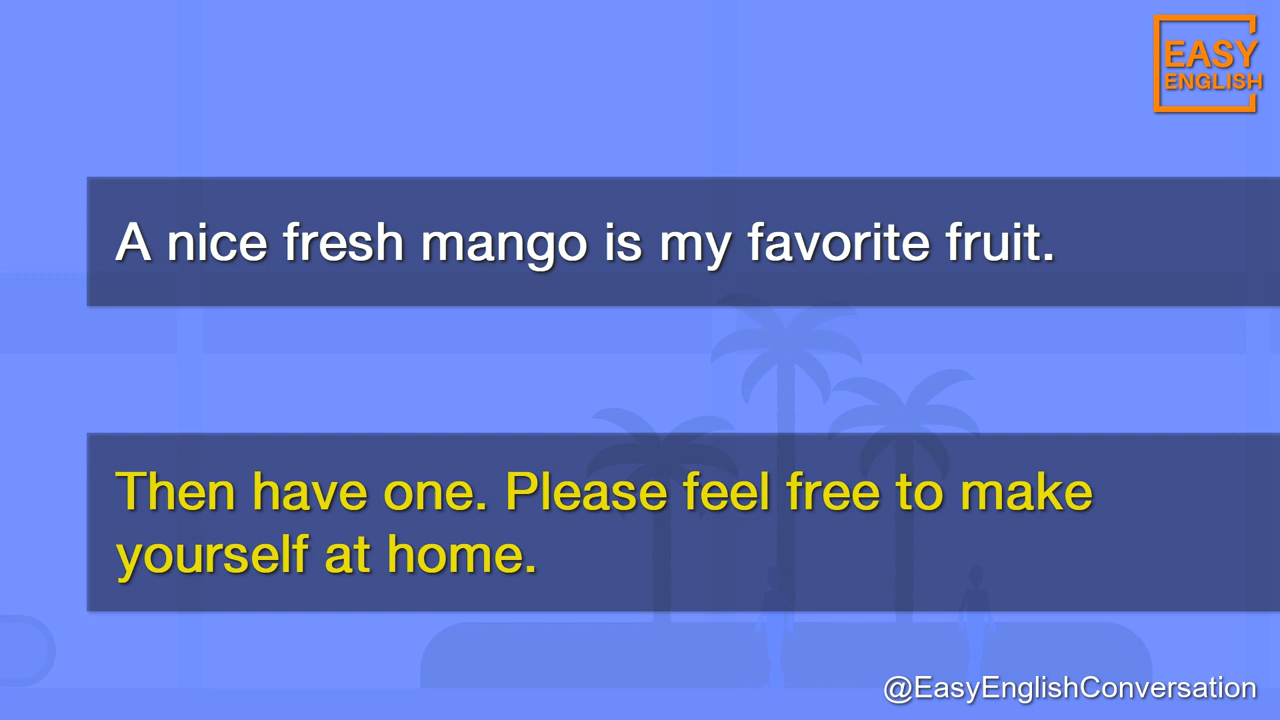 EASY
ENGLISH
A nice fresh mango is my favorite fruit.
Then have one. Please feel free to make
yourself at home.
@EasyEnglishConversation